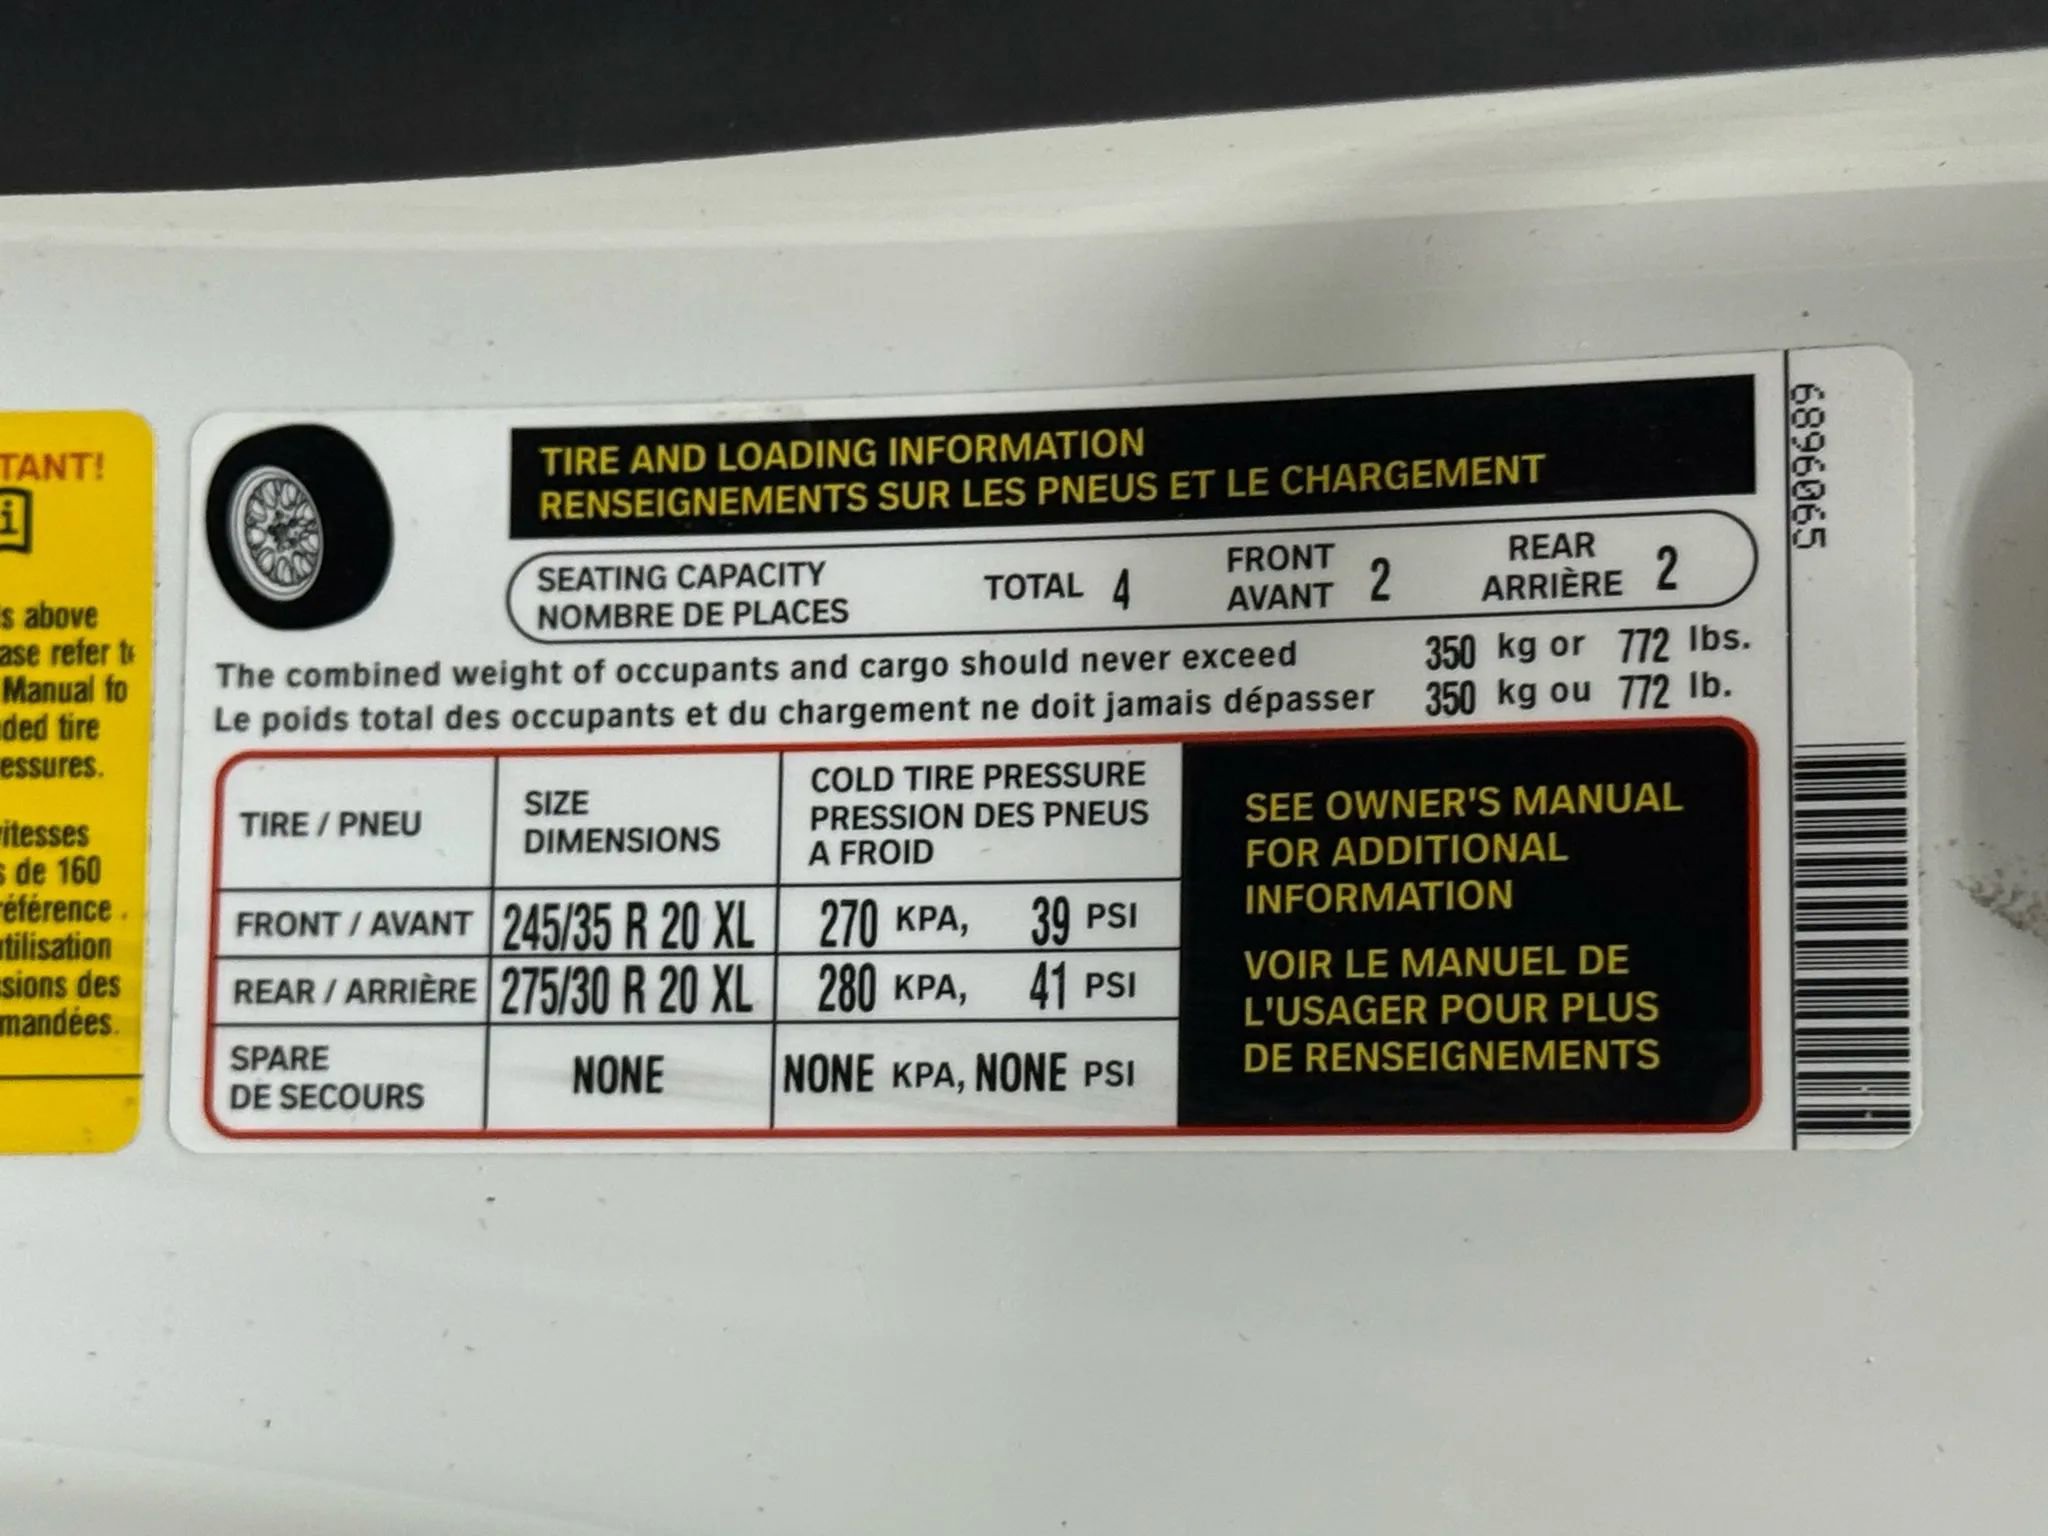 TANT!
i
s above
ase refer t
Manual fo
ded tire
essures.
itesses
s de 160
référence
tilisation
sions des
mandées.
TIRE AND LOADING INFORMATION
RENSEIGNEMENTS SUR LES PNEUS ET LE CHARGEMENT
SEATING CAPACITY
NOMBRE DE PLACES
TOTAL 4
FRONT
AVANT 2
REAR
ARRIÈRE 2
The combined weight of occupants and cargo should never exceed 350 kg or 772 lbs.
Le poids total des occupants et du chargement ne doit jamais dépasser 350 kg ou 772 lb.
TIRE / PNEU
SIZE
DIMENSIONS
COLD TIRE PRESSURE
PRESSION DES PNEUS
A FROID
FRONT / AVANT 245/35 R 20 XL 270 KPA, 39 PSI
REAR / ARRIÈRE 275/30 R 20 XL 280 KPA, 41 PSI
SPARE
DE SECOURS
NONE NONE KPA, NONE PSI
SEE OWNER'S MANUAL
FOR ADDITIONAL
INFORMATION
VOIR LE MANUEL DE
L'USAGER POUR PLUS
DE RENSEIGNEMENTS
6896065